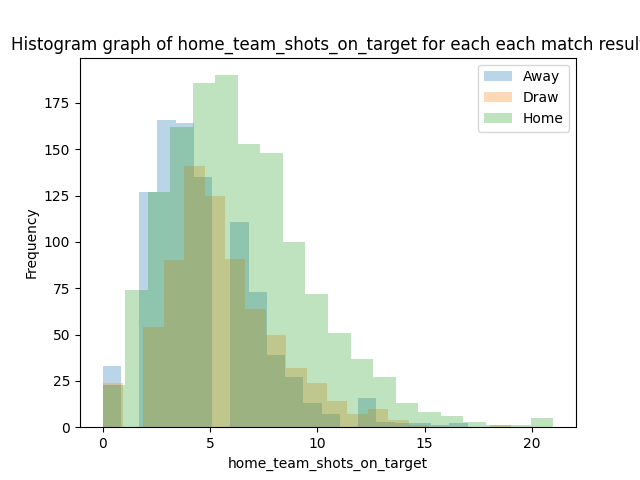 Histogram graph of home_team_shots_on_target for each each match resul
Away
Draw
Home
Frequency
175
150
125
100
75
50
25
0
0 5 10 15 20
home_team_shots_on_target